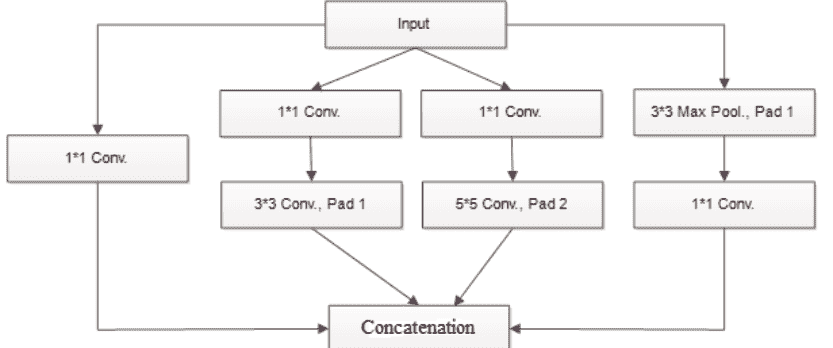 Input
1*1 Conv.
1*1 Conv.
3*3 Max Pool., Pad 1
1*1 Conv.
3*3 Conv., Pad 1
5*5 Conv., Pad 2
1*1 Conv.
Concatenation